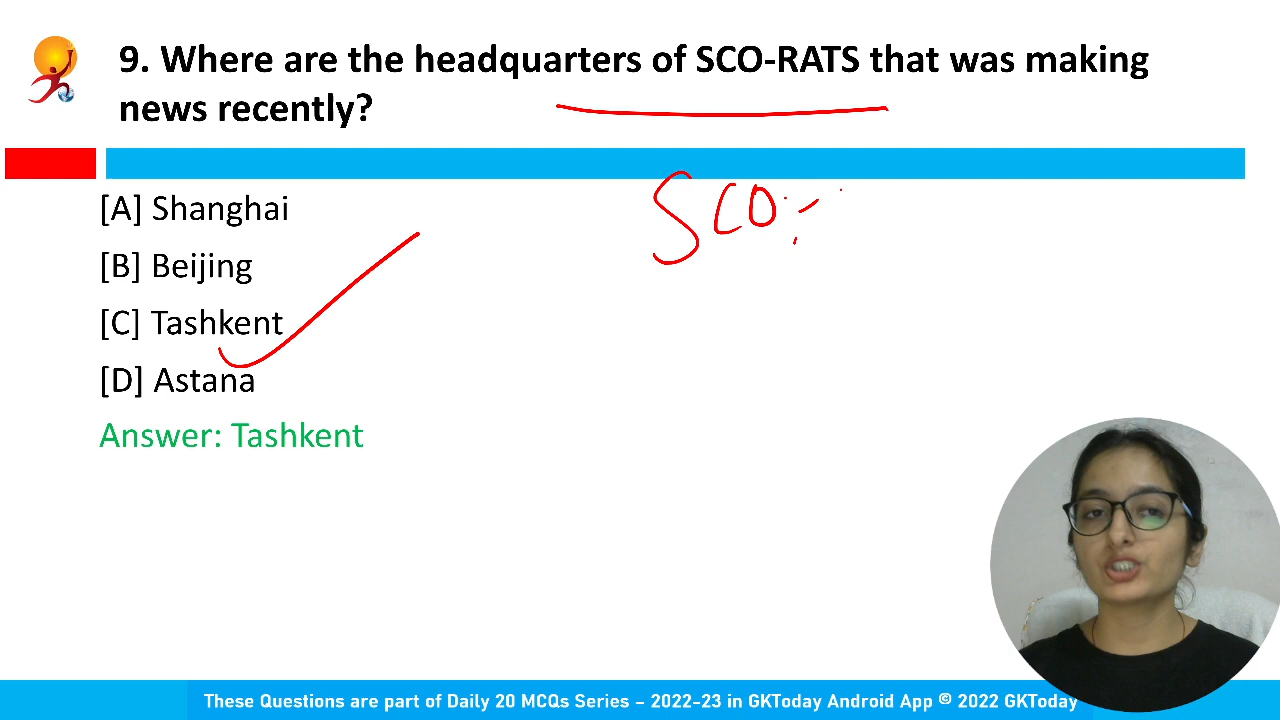 9. Where are the headquarters of SCO-RATS that was making
news recently?
[A] Shanghai
SCO:-
[B] Beijing
[C] Tashkent
[D] Astana
Answer: Tashkent
These Questions are part of Daily 20 MCQs Series – 2022-23 in GKToday Android App © 2022 GKToday